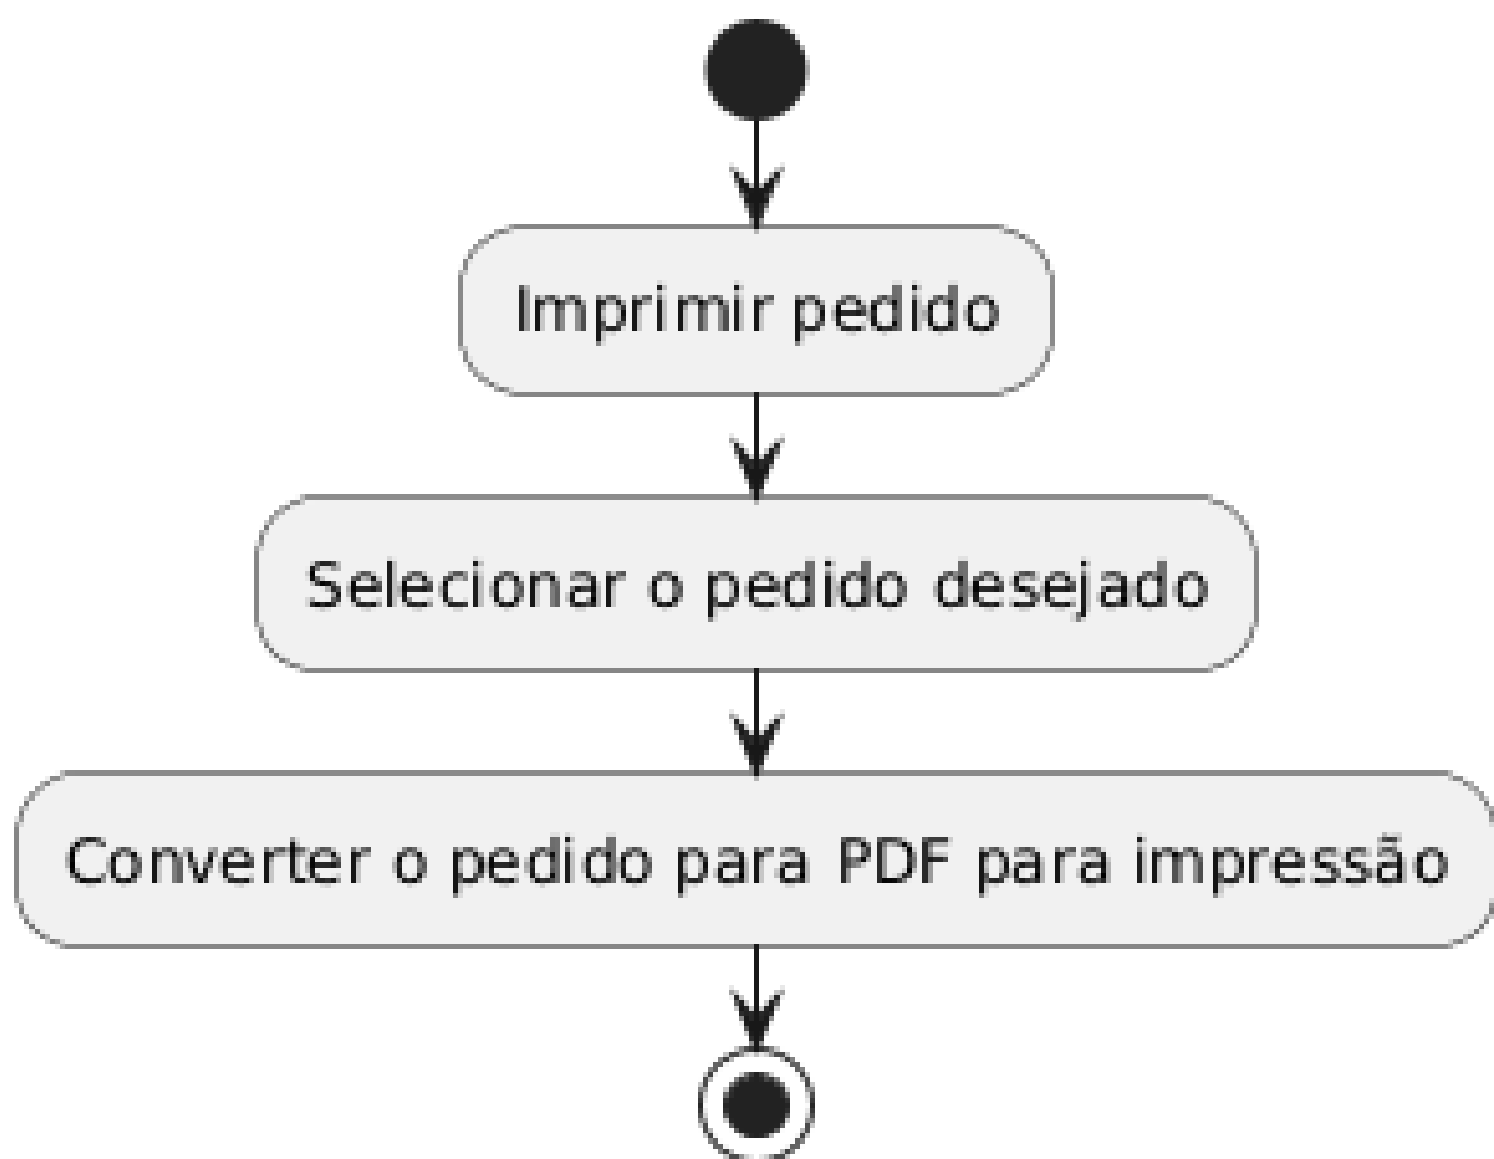 Imprimir pedido
Selecionar o pedido desejado
Converter o pedido para PDF para impressão